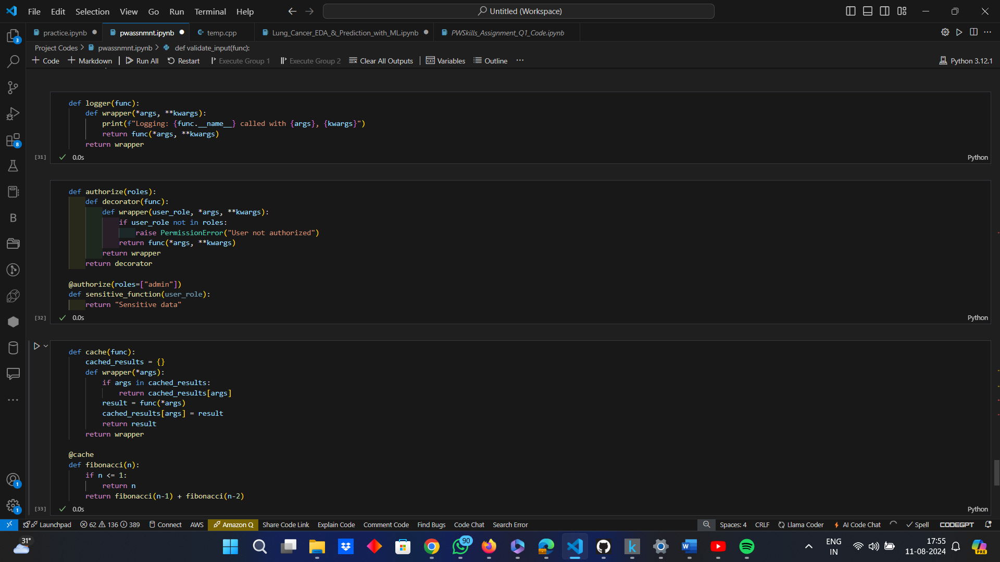 File Edit Selection View Go Run Terminal Help
Untitled (Workspace)
practice.ipynb
pwassnmnt.ipynb
temp.cpp
Lung_Cancer_EDA_&_Prediction_with_ML.ipynb
PWSkills_Assignment_Q1_Code.ipynb
Project Codes > pwassnmnt.ipynb > def validate_input(func):
+ Code + Markdown | Run All Restart Execute Group 1 Execute Group 2 Clear All Outputs | Variables Outline ...
Python 3.12.1
def logger(func):
    def wrapper(*args, **kwargs):
        print(f"Logging: {func.__name__} called with {args}, {kwargs}")
        return func(*args, **kwargs)
    return wrapper
[31] 0.0s Python
def authorize(roles):
    def decorator(func):
        def wrapper(user_role, *args, **kwargs):
            if user_role not in roles:
                raise PermissionError("User not authorized")
            return func(*args, **kwargs)
        return wrapper
    return decorator
@authorize(roles=["admin"])
def sensitive_function(user_role):
    return "Sensitive data"
[32] 0.0s Python
def cache(func):
    cached_results = {}
    def wrapper(*args):
        if args in cached_results:
            return cached_results[args]
        result = func(*args)
        cached_results[args] = result
        return result
    return wrapper
@cache
def fibonacci(n):
    if n <= 1:
        return n
    return fibonacci(n-1) + fibonacci(n-2)
[33] 0.0s Python
3
8
B
1
1
Launchpad 62 136 389 Connect AWS Amazon Q Share Code Link Explain Code Comment Code Find Bugs Code Chat Search Error
Spaces: 4 CRLF Llama Coder AI Code Chat Spell CODEGPT
31°
90
k
W
ENG
IN
17:55
11-08-2024
PRE